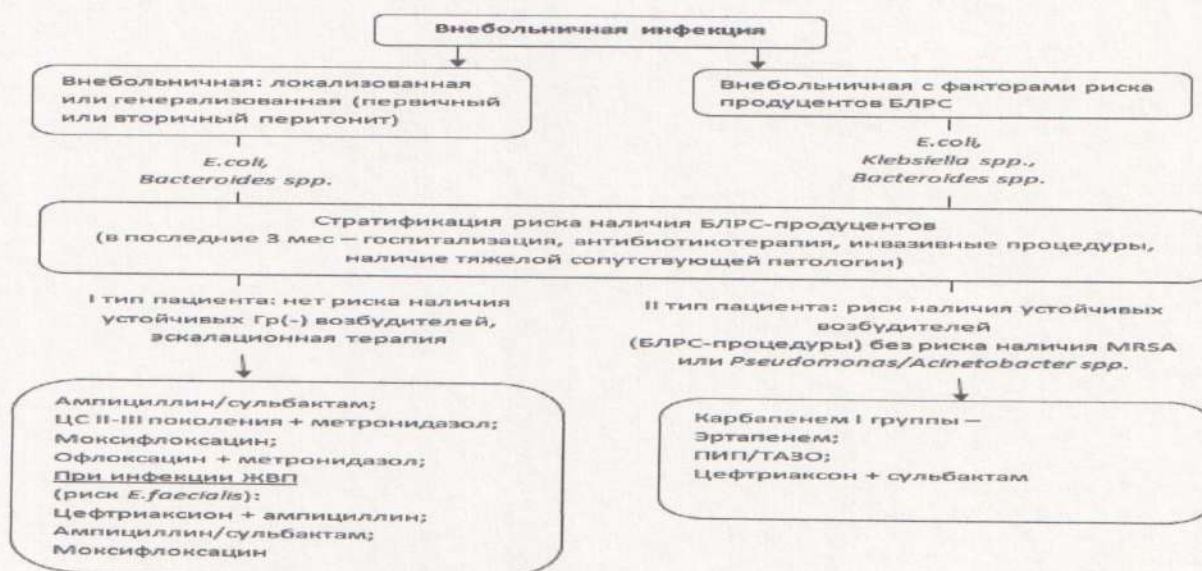 Внебольничная инфекция
Внебольничная: локализованная
или генерализованная (первичный
или вторичный перитонит)
Внебольничная с факторами риска
продуцентов БЛРС
E.coli,
Bacteroides spp.
E.coli,
Klebsiella spp.,
Bacteroides spp.
Стратификация риска наличия БЛРС-продуцентов
(в последние 3 мес — госпитализация, антибиотикотерапия, инвазивные процедуры,
наличие тяжелой сопутствующей патологии)
I тип пациента: нет риска наличия
устойчивых Гр(-) возбудителей,
эскалационная терапия
II тип пациента: риск наличия устойчивых
возбудителей
(БЛРС-процедуры) без риска наличия MRSA
или Pseudomonas/Acinetobacter spp.
Ампициллин/сульбактам;
ЦС II-III поколения + метронидазол;
Моксифлоксацин;
Офлоксацин + метронидазол;
При инфекции ЖВП
(риск E.faecialis):
Цефтриаксион + ампициллин;
Ампициллин/сульбактам;
Моксифлоксацин
Карбапенем I группы —
Эртапенем;
ПИП/ТАЗО;
Цефтриаксон + сульбактам